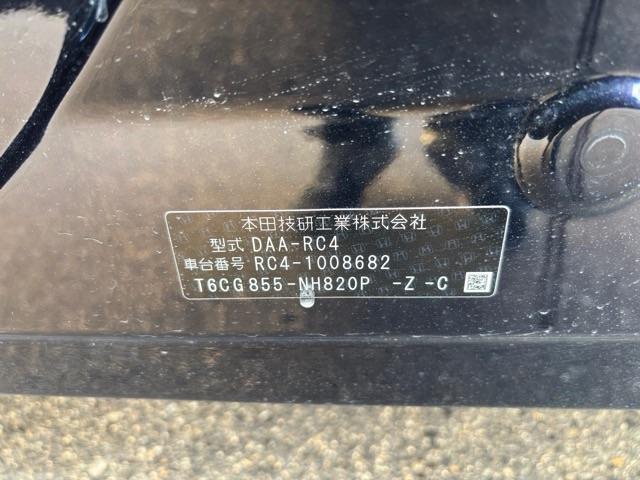 本田技研工業株式会社
型式 DAA-RC4
車台番号 RC4-1008682
T6CG855-NH820P -Z -C